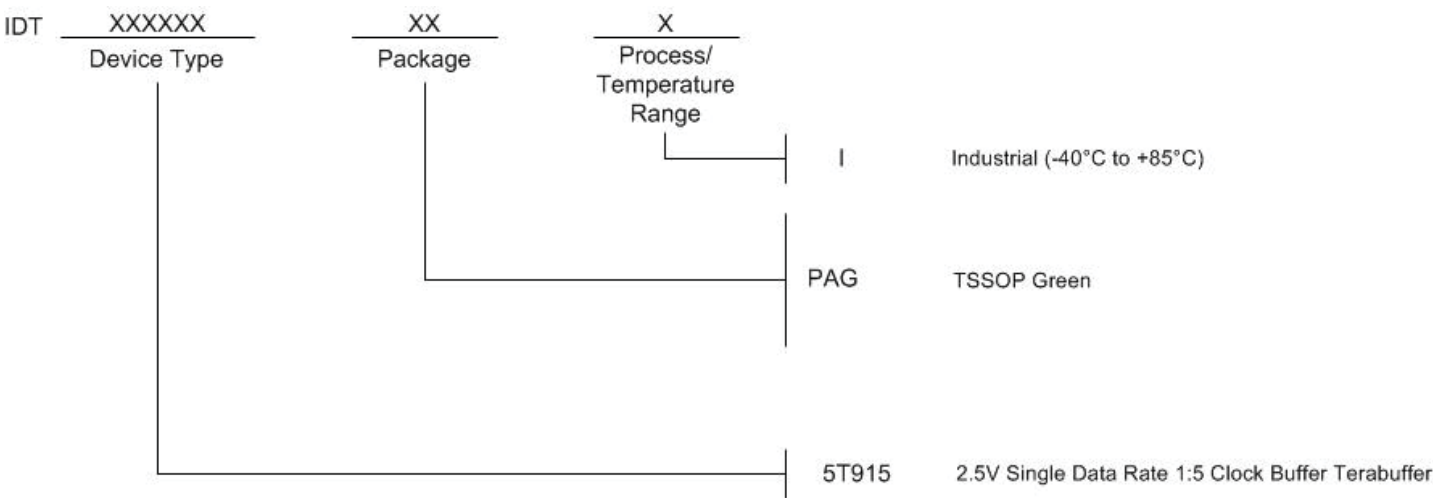 IDT XXXXXX XX X
Device Type Package Process/
Temperature
Range
I Industrial (-40°C to +85°C)
PAG TSSOP Green
5T915 2.5V Single Data Rate 1:5 Clock Buffer Terabuffer